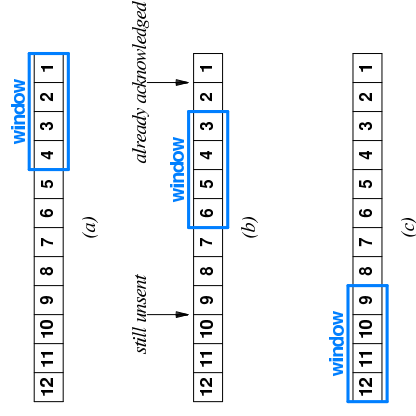 window
12 11 10 9 8 7 6 5 4 3 2 1
(a)
still unsent
already acknowledged
window
12 11 10 9 8 7 6 5 4 3 2 1
(b)
window
12 11 10 9 8 7 6 5 4 3 2 1
(c)